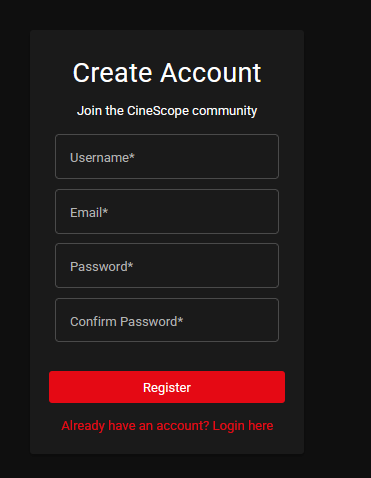 Create Account
Join the CineScope community
Username*
Email*
Password*
Confirm Password*
Register
Already have an account? Login here